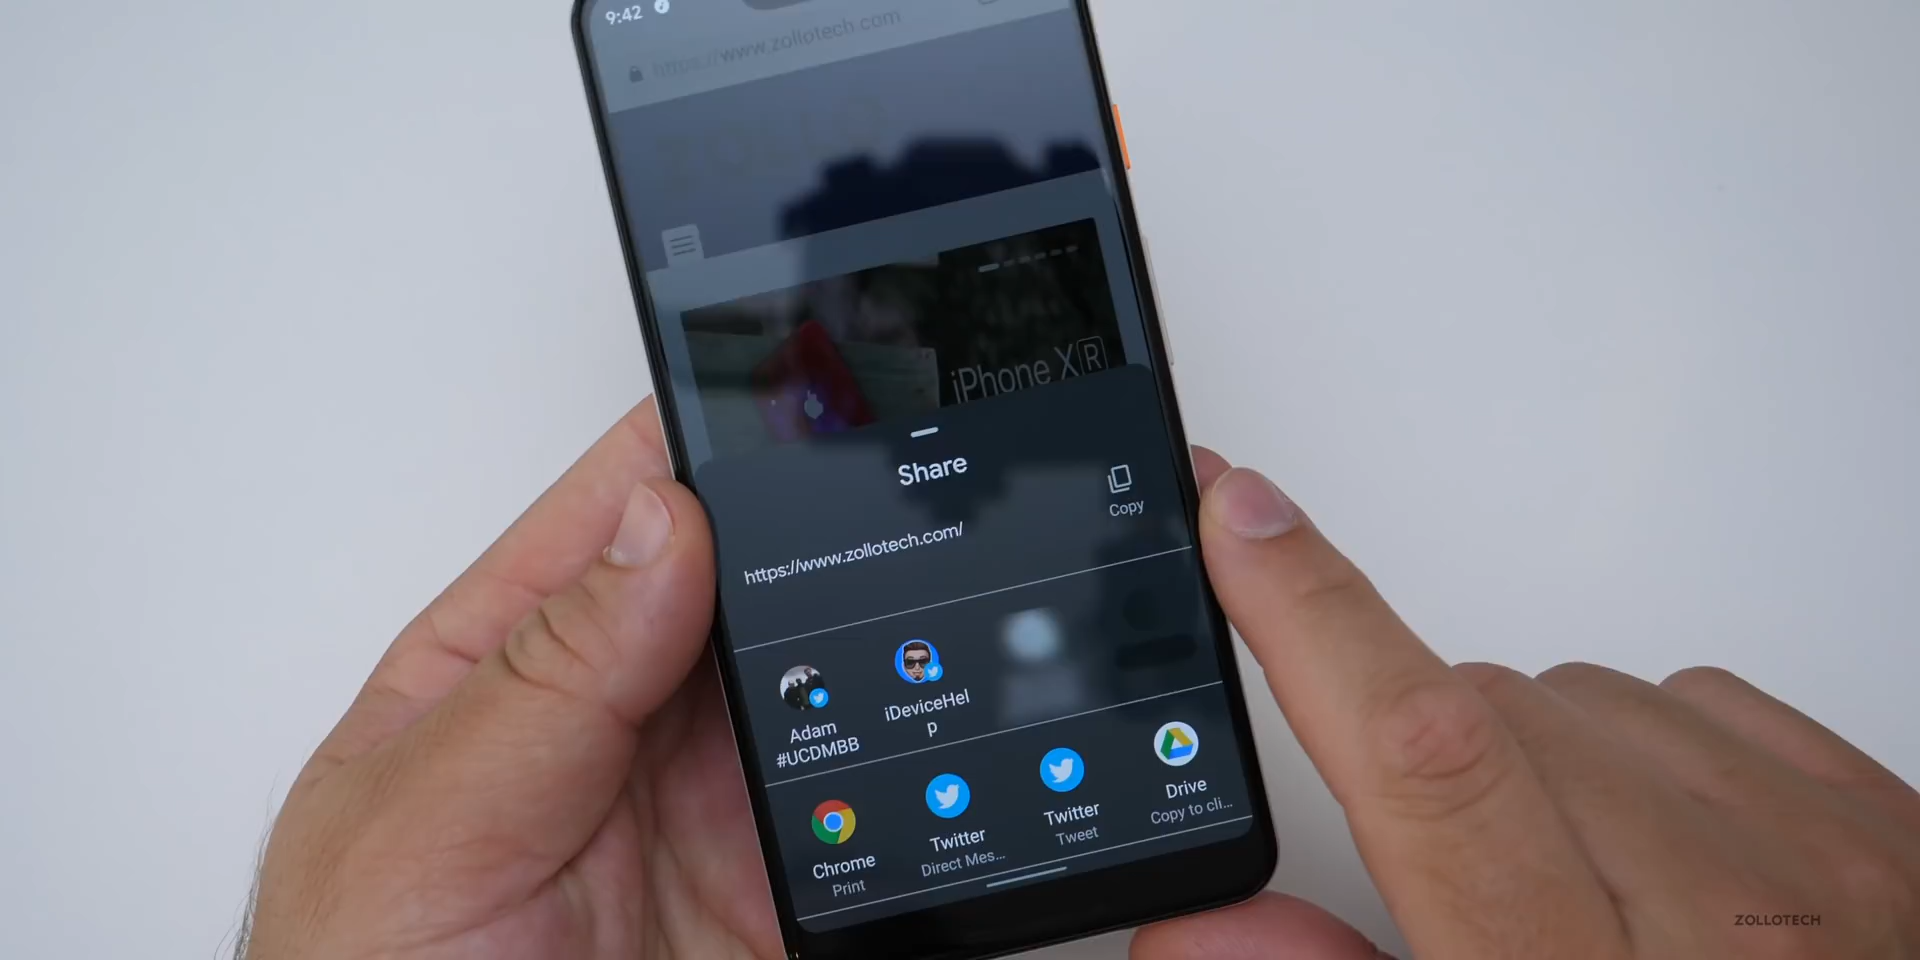 9:42
https://www.zollotech.com
ZOLLO
iPhone XR
Share
Copy
https://www.zollotech.com/
Adam
#UCDMBB
iDeviceHel
p
Chrome
Print
Twitter
Direct Mes...
Twitter
Tweet
Drive
Copy to cli...
ZOLLOTECH